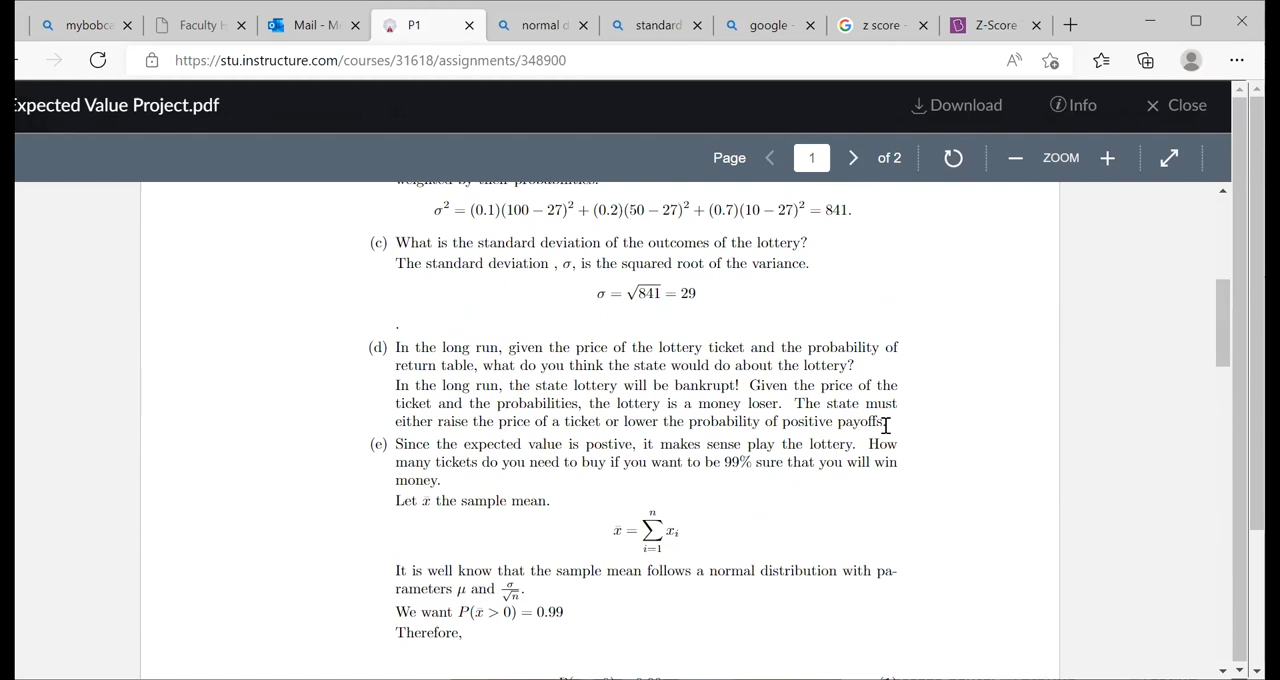 mybobca
Faculty H
Mail - M
P1
normal d
standard
google -
z score -
Z-Score
https://stu.instructure.com/courses/31618/assignments/348900
Expected Value Project.pdf
Download
Info
Close
Page
1
of 2
ZOOM
weighted by their probabilities.
σ² = (0.1)(100 − 27)² + (0.2)(50 − 27)² + (0.7)(10 − 27)² = 841.
(c) What is the standard deviation of the outcomes of the lottery?
The standard deviation , σ, is the squared root of the variance.
σ = √841 = 29
.
(d) In the long run, given the price of the lottery ticket and the probability of
return table, what do you think the state would do about the lottery?
In the long run, the state lottery will be bankrupt! Given the price of the
ticket and the probabilities, the lottery is a money loser. The state must
either raise the price of a ticket or lower the probability of positive payoffs.
(e) Since the expected value is postive, it makes sense play the lottery. How
many tickets do you need to buy if you want to be 99% sure that you will win
money.
Let x̄ the sample mean.
x̄ = ∑ⁿᵢ₌₁ xᵢ
It is well know that the sample mean follows a normal distribution with pa-
rameters μ and σ/√n.
We want P(x̄ > 0) = 0.99
Therefore,